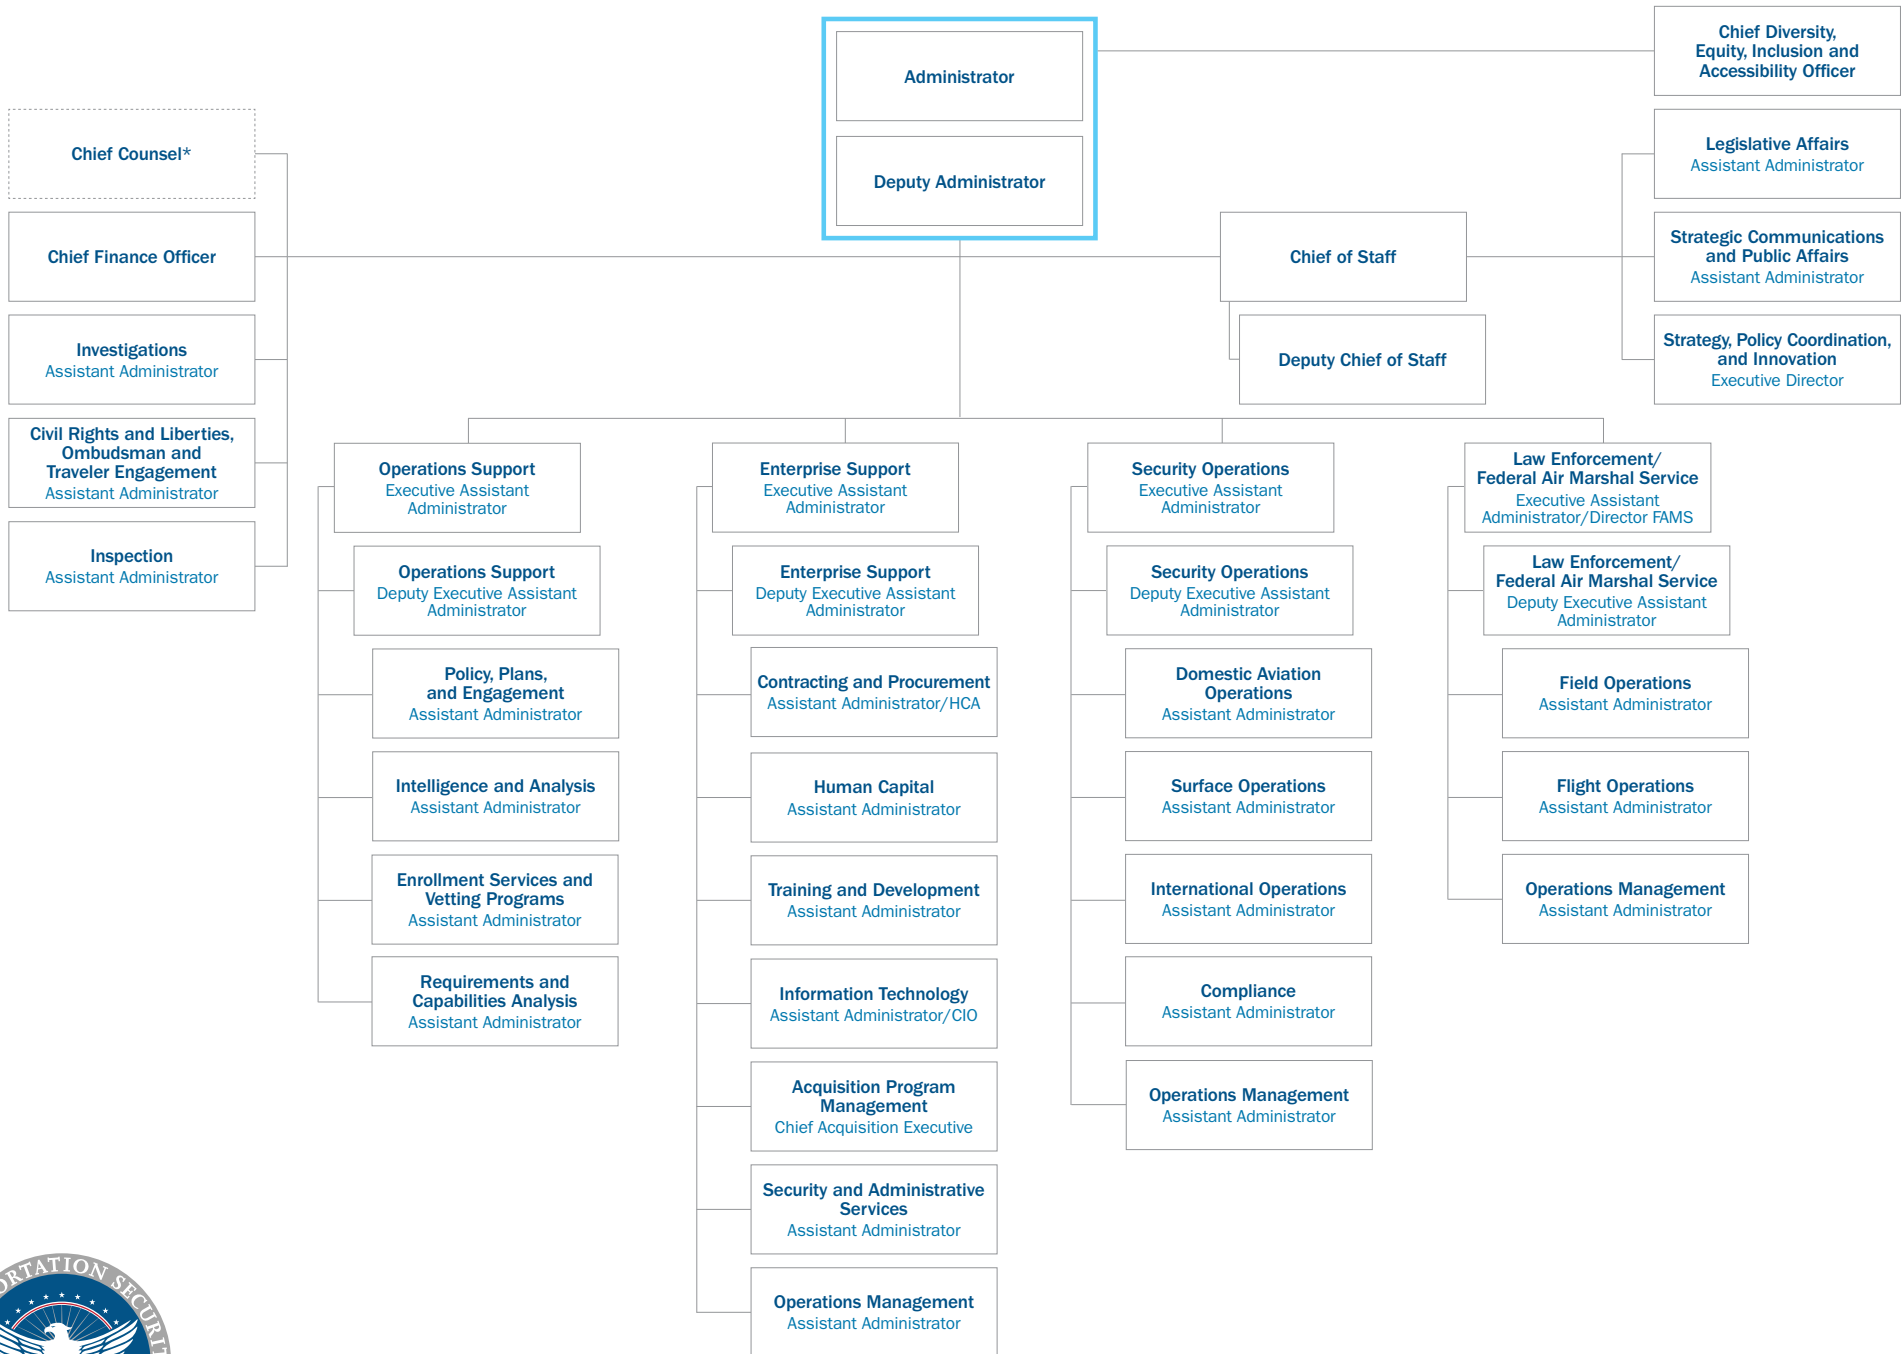 Administrator
Deputy Administrator
Chief Diversity,
Equity, Inclusion and
Accessibility Officer
Chief Counsel*
Chief Finance Officer
Investigations
Assistant Administrator
Civil Rights and Liberties,
Ombudsman and
Traveler Engagement
Assistant Administrator
Inspection
Assistant Administrator
Chief of Staff
Deputy Chief of Staff
Legislative Affairs
Assistant Administrator
Strategic Communications
and Public Affairs
Assistant Administrator
Strategy, Policy Coordination,
and Innovation
Executive Director
Operations Support
Executive Assistant
Administrator
Operations Support
Deputy Executive Assistant
Administrator
Policy, Plans,
and Engagement
Assistant Administrator
Intelligence and Analysis
Assistant Administrator
Enrollment Services and
Vetting Programs
Assistant Administrator
Requirements and
Capabilities Analysis
Assistant Administrator
Enterprise Support
Executive Assistant
Administrator
Enterprise Support
Deputy Executive Assistant
Administrator
Contracting and Procurement
Assistant Administrator/HCA
Human Capital
Assistant Administrator
Training and Development
Assistant Administrator
Information Technology
Assistant Administrator/CIO
Acquisition Program
Management
Chief Acquisition Executive
Security and Administrative
Services
Assistant Administrator
Operations Management
Assistant Administrator
Security Operations
Executive Assistant
Administrator
Security Operations
Deputy Executive Assistant
Administrator
Domestic Aviation
Operations
Assistant Administrator
Surface Operations
Assistant Administrator
International Operations
Assistant Administrator
Compliance
Assistant Administrator
Operations Management
Assistant Administrator
Law Enforcement/
Federal Air Marshal Service
Executive Assistant
Administrator/Director FAMS
Law Enforcement/
Federal Air Marshal Service
Deputy Executive Assistant
Administrator
Field Operations
Assistant Administrator
Flight Operations
Assistant Administrator
Operations Management
Assistant Administrator